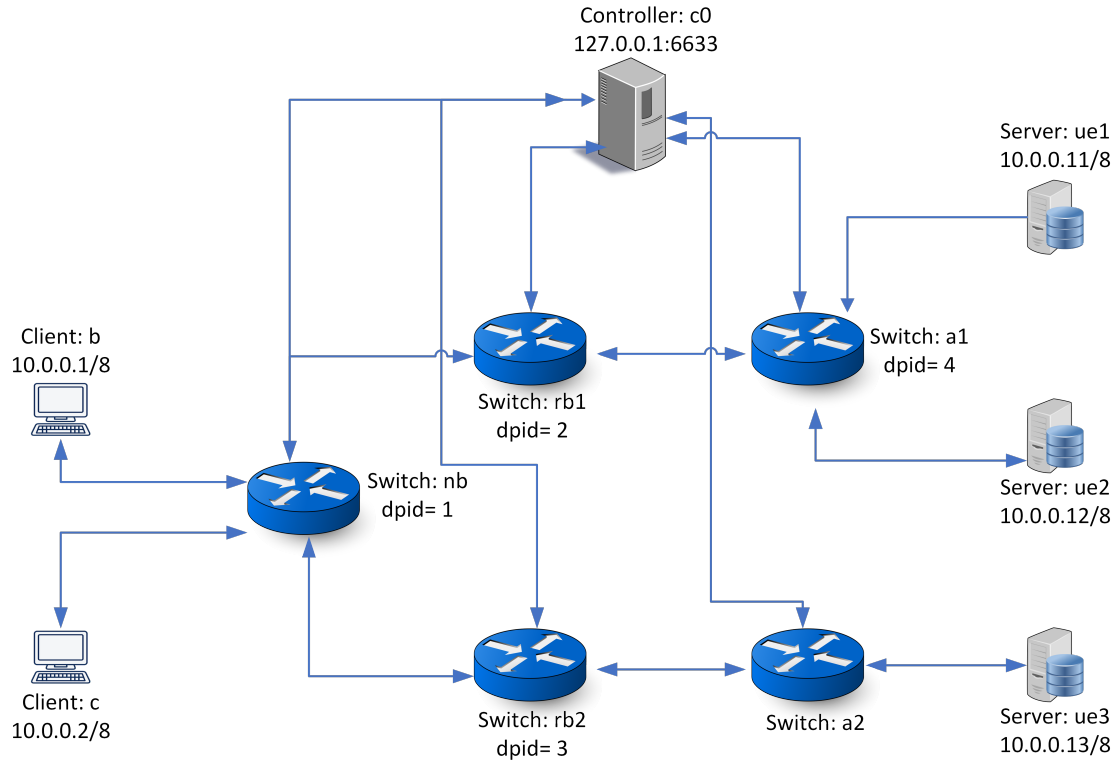 Controller: c0
127.0.0.1:6633
Server: ue1
10.0.0.11/8
Client: b
10.0.0.1/8
Switch: a1
dpid= 4
Switch: rb1
dpid= 2
Switch: nb
dpid= 1
Server: ue2
10.0.0.12/8
Client: c
10.0.0.2/8
Switch: rb2
dpid= 3
Switch: a2
Server: ue3
10.0.0.13/8